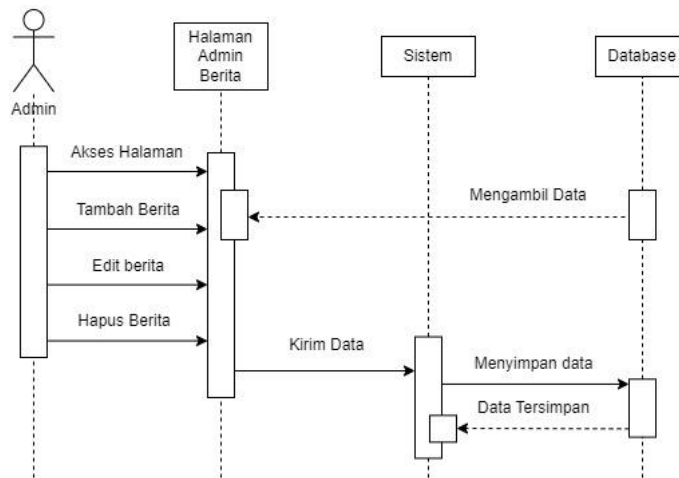 Halaman
Admin
Berita
Sistem
Database
Admin
Akses Halaman
Mengambil Data
Tambah Berita
Edit berita
Hapus Berita
Kirim Data
Menyimpan data
Data Tersimpan